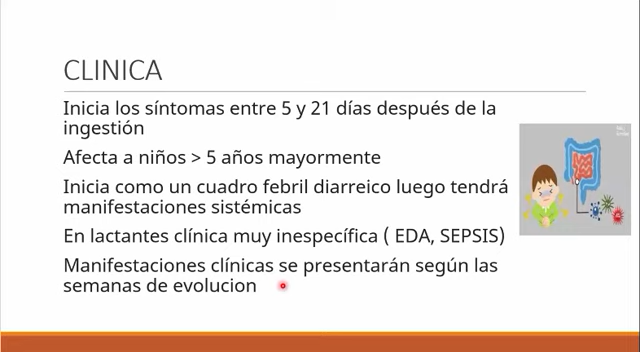 CLINICA
Inicia los síntomas entre 5 y 21 días después de la
ingestión
Afecta a niños > 5 años mayormente
Inicia como un cuadro febril diarreico luego tendrá
manifestaciones sistémicas
En lactantes clínica muy inespecífica ( EDA, SEPSIS)
Manifestaciones clínicas se presentarán según las
semanas de evolucion